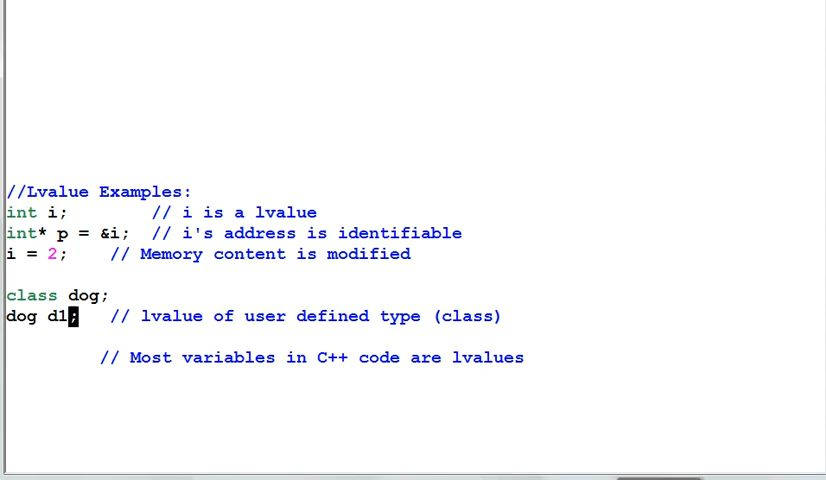 //Lvalue Examples:
int i;        // i is a lvalue
int* p = &i;  // i's address is identifiable
i = 2;    // Memory content is modified
class dog;
dog d1;   // lvalue of user defined type (class)
// Most variables in C++ code are lvalues